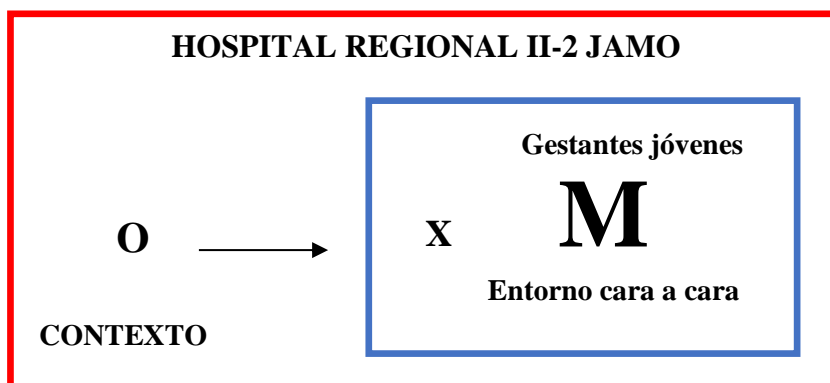 HOSPITAL REGIONAL II-2 JAMO
Gestantes jóvenes
O X M
Entorno cara a cara
CONTEXTO